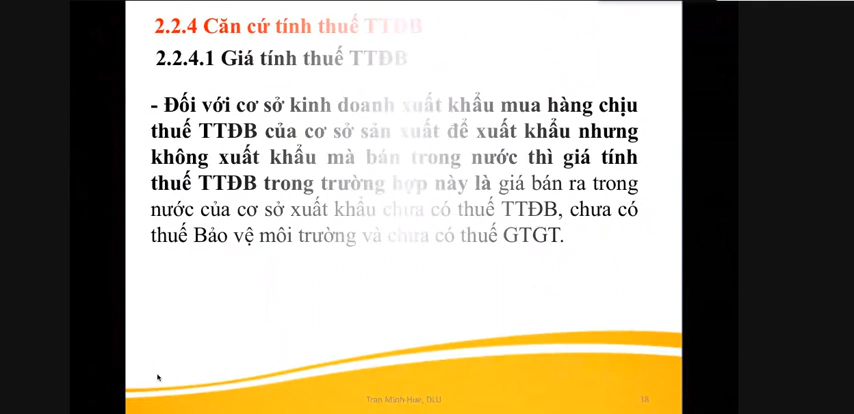 2.2.4 Căn cứ tính thuế TTĐB
2.2.4.1 Giá tính thuế TTĐB
- Đối với cơ sở kinh doanh xuất khẩu mua hàng chịu
thuế TTĐB của cơ sở sản xuất để xuất khẩu nhưng
không xuất khẩu mà bán trong nước thì giá tính
thuế TTĐB trong trường hợp này là giá bán ra trong
nước của cơ sở xuất khẩu chưa có thuế TTĐB, chưa có
thuế Bảo vệ môi trường và chưa có thuế GTGT.
Tran Minh Hiar, DLU
18